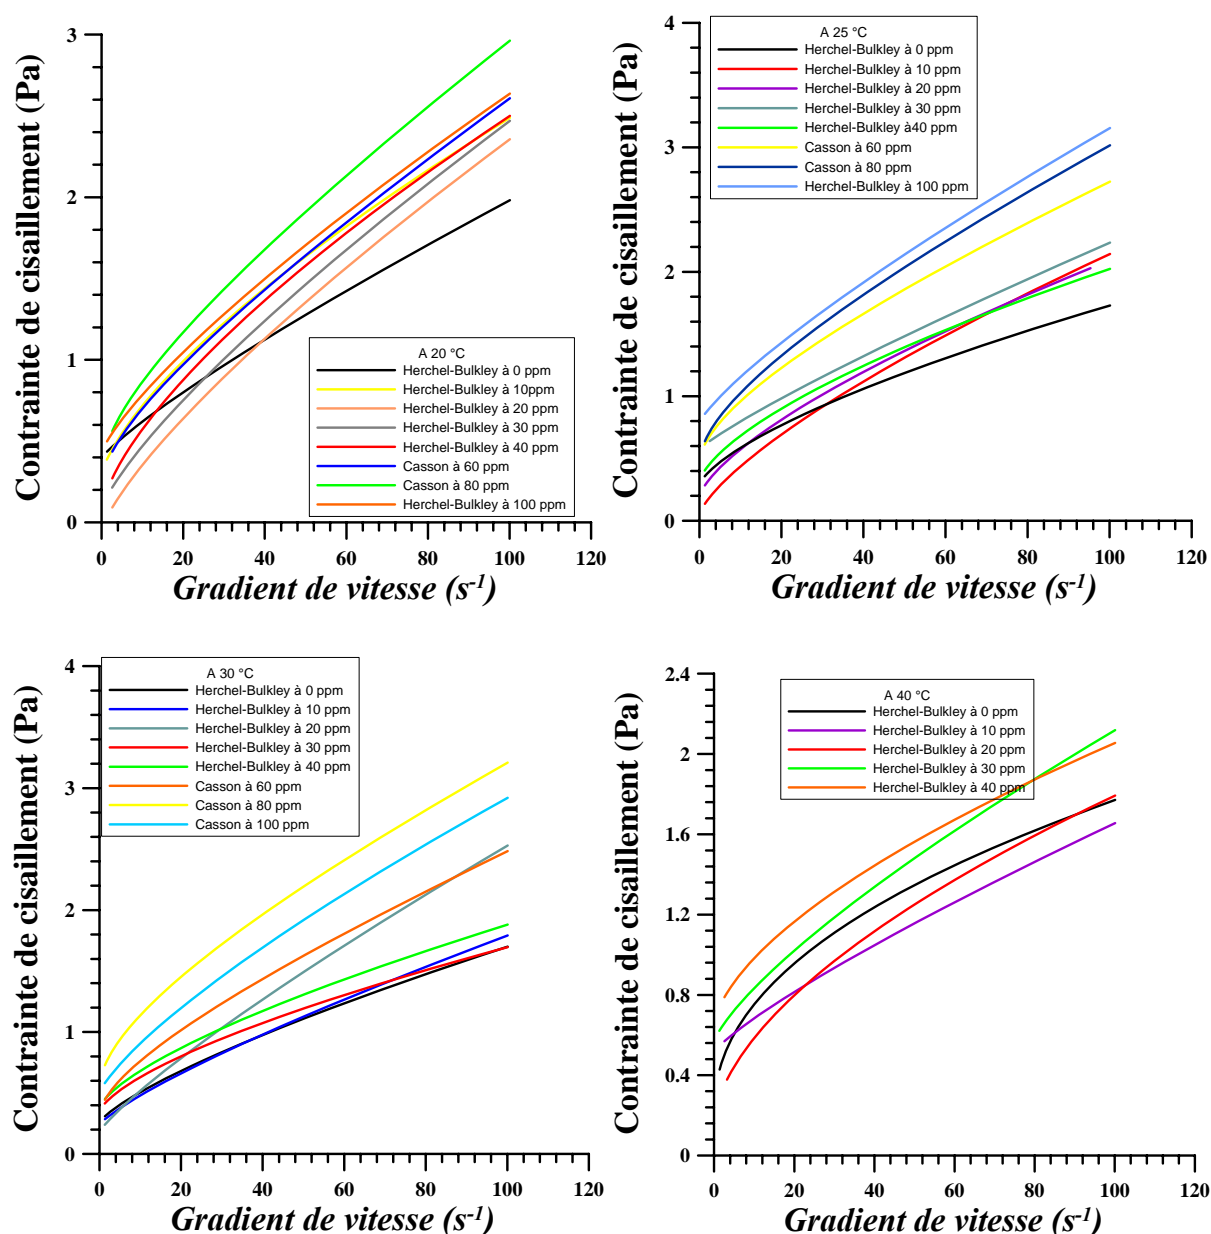 Contrainte de cisaillement (Pa)
3
2
1
0
A 20 °C
Herchel-Bulkley à 0 ppm
Herchel-Bulkley à 10ppm
Herchel-Bulkley à 20 ppm
Herchel-Bulkley à 30 ppm
Herchel-Bulkley à 40 ppm
Casson à 60 ppm
Casson à 80 ppm
Herchel-Bulkley à 100 ppm
0 20 40 60 80 100 120
Gradient de vitesse (s-1)
Contrainte de cisaillement (Pa)
4
3
2
1
0
A 25 °C
Herchel-Bulkley à 0 ppm
Herchel-Bulkley à 10 ppm
Herchel-Bulkley à 20 ppm
Herchel-Bulkley à 30 ppm
Herchel-Bulkley à40 ppm
Casson à 60 ppm
Casson à 80 ppm
Herchel-Bulkley à 100 ppm
0 20 40 60 80 100 120
Gradient de vitesse (s-1)
Contrainte de cisaillement (Pa)
4
3
2
1
0
A 30 °C
Herchel-Bulkley à 0 ppm
Herchel-Bulkley à 10 ppm
Herchel-Bulkley à 20 ppm
Herchel-Bulkley à 30 ppm
Herchel-Bulkley à 40 ppm
Casson à 60 ppm
Casson à 80 ppm
Casson à 100 ppm
0 20 40 60 80 100 120
Gradient de vitesse (s-1)
Contrainte de cisaillement (Pa)
2.4
2
1.6
1.2
0.8
0.4
0
A 40 °C
Herchel-Bulkley à 0 ppm
Herchel-Bulkley à 10 ppm
Herchel-Bulkley à 20 ppm
Herchel-Bulkley à 30 ppm
Herchel-Bulkley à 40 ppm
0 20 40 60 80 100 120
Gradient de vitesse (s-1)